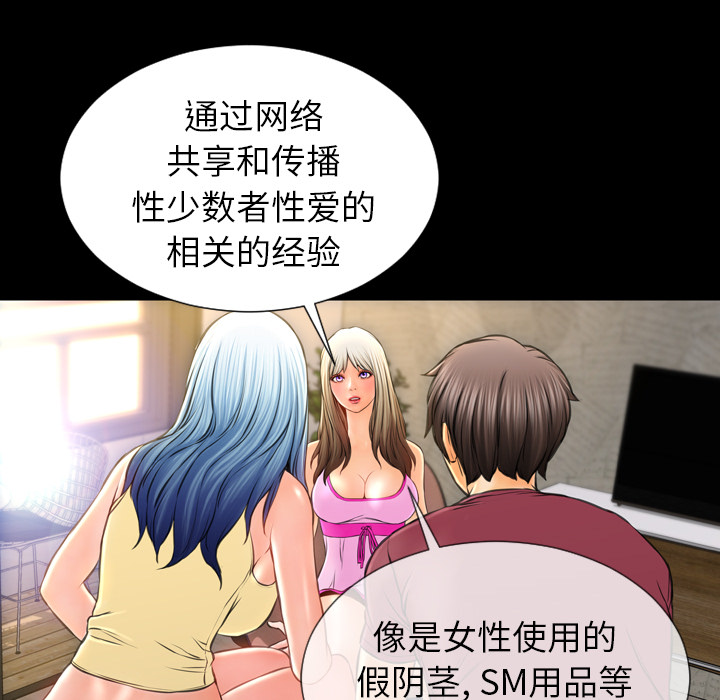 通过网络
共享和传播
性少数者性爱的
相关的经验
像是女性使用的
假阴茎, SM用品等